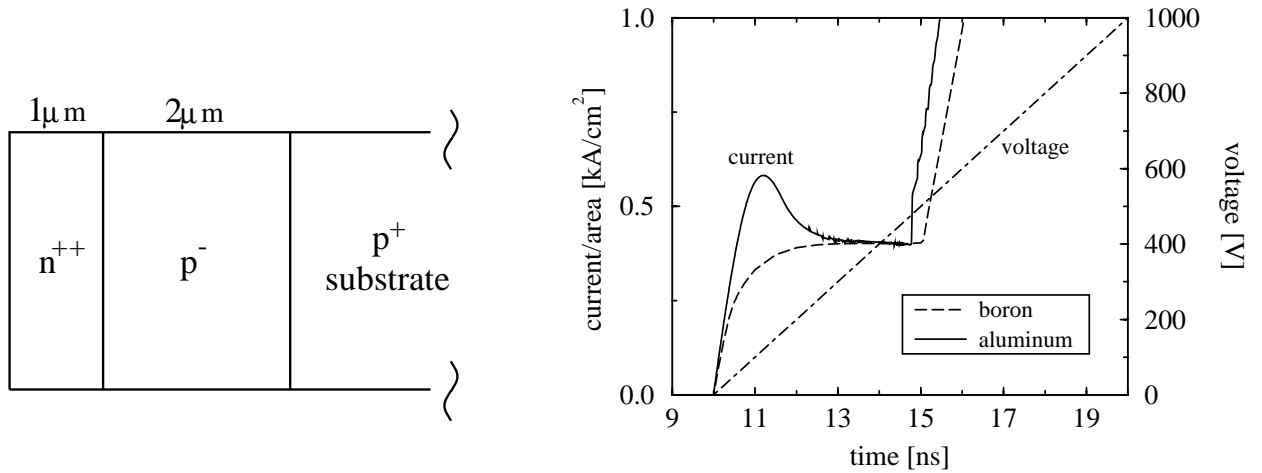 1μm
2μm
n++
p-
p+
substrate
1.0
0.5
0.0
current/area [kA/cm2]
current
voltage
boron
aluminum
1000
800
600
400
200
0
voltage [V]
9 11 13 15 17 19
time [ns]